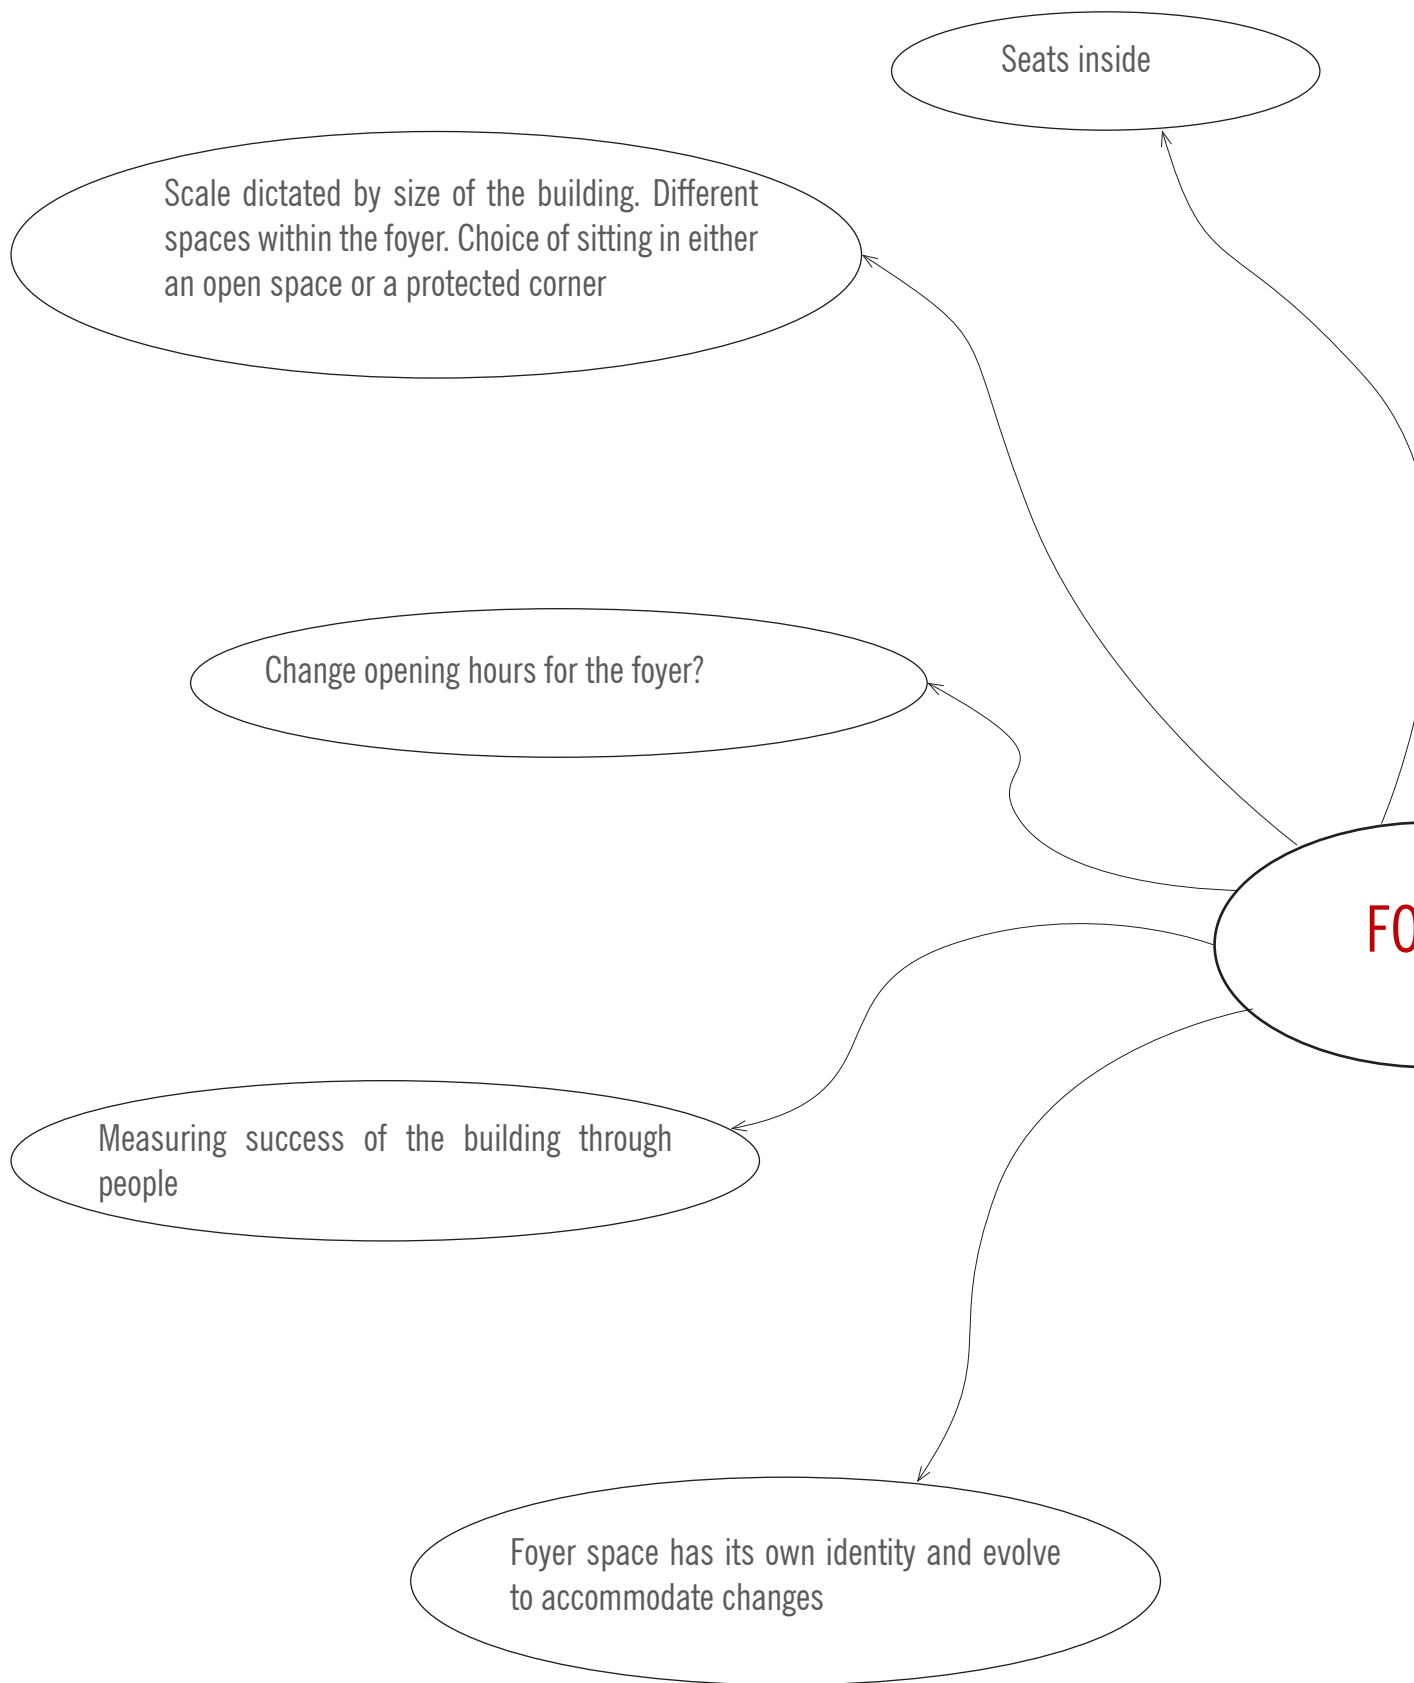 Seats inside
Scale dictated by size of the building. Different
spaces within the foyer. Choice of sitting in either
an open space or a protected corner
Change opening hours for the foyer?
FO
Measuring success of the building through
people
Foyer space has its own identity and evolve
to accommodate changes